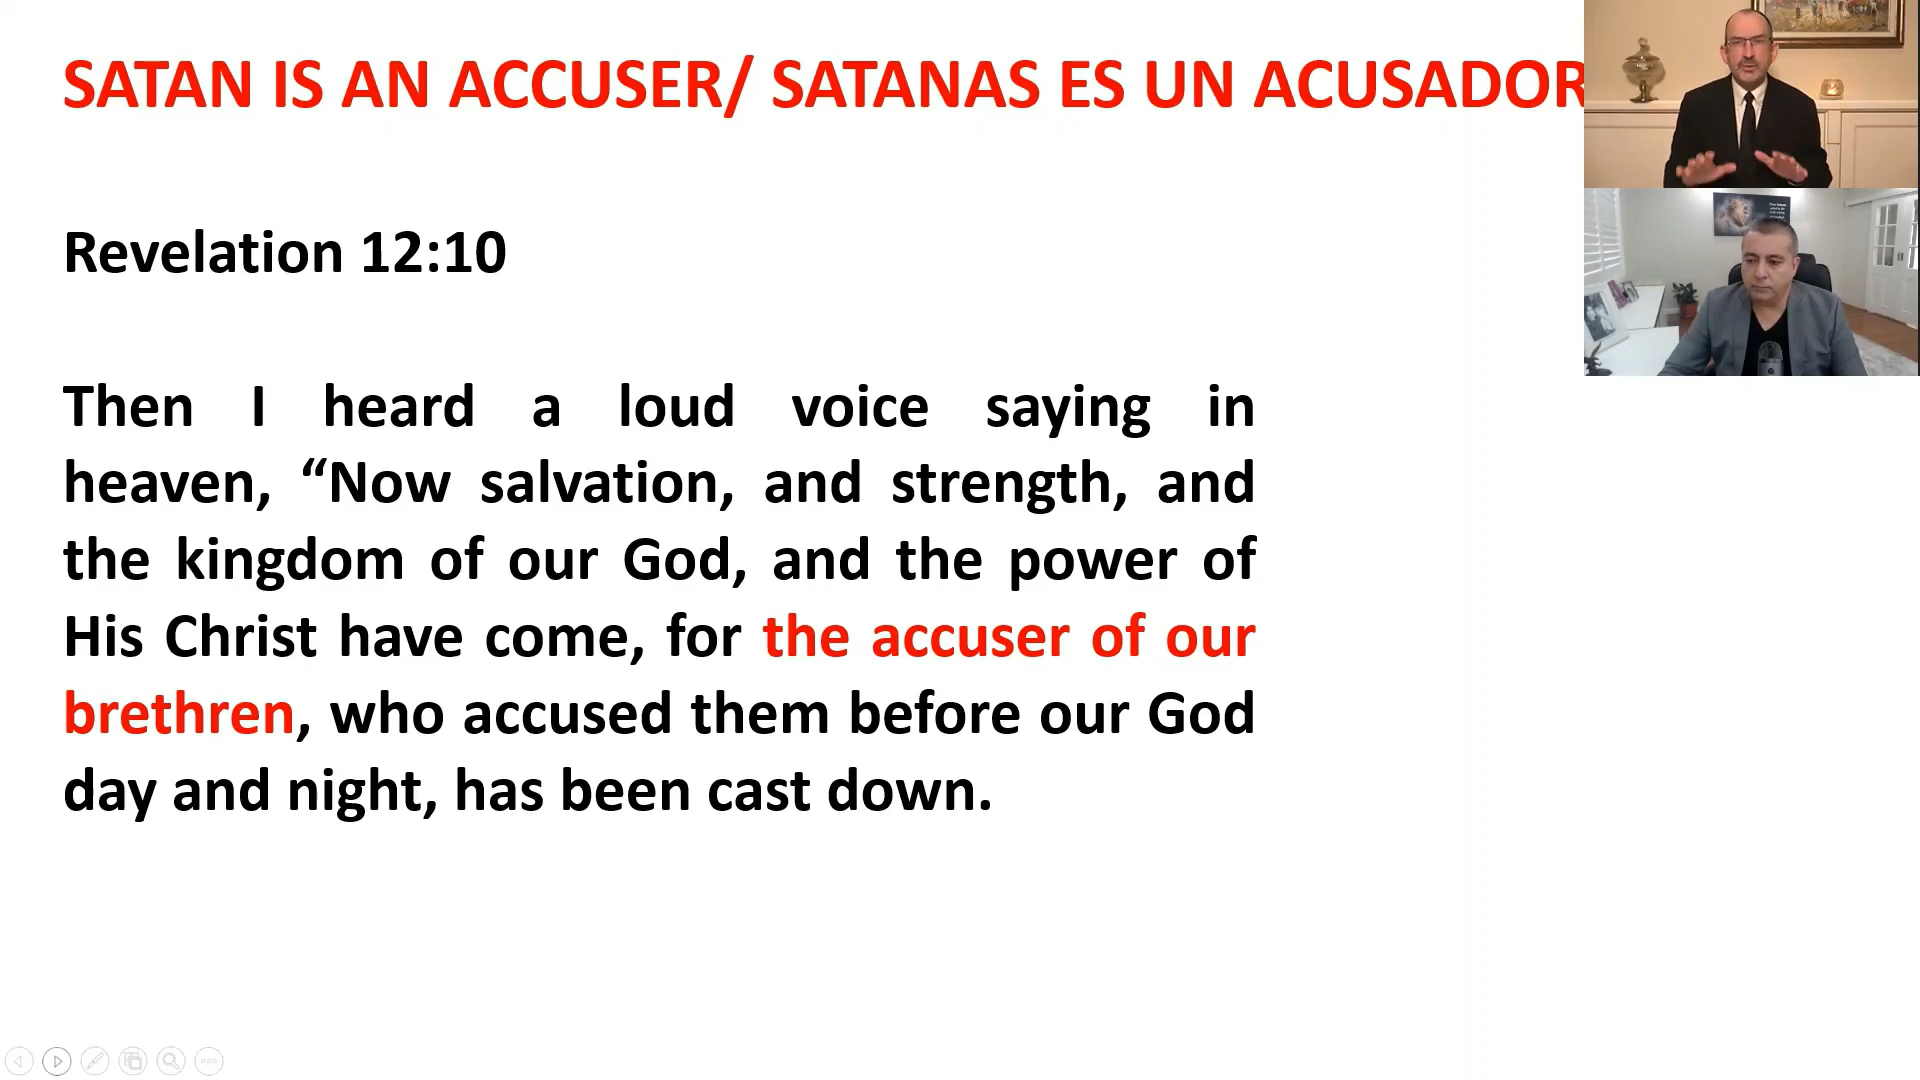 SATAN IS AN ACCUSER/ SATANAS ES UN ACUSADOR
Revelation 12:10
Then I heard a loud voice saying in
heaven, “Now salvation, and strength, and
the kingdom of our God, and the power of
His Christ have come, for the accuser of our
brethren, who accused them before our God
day and night, has been cast down.